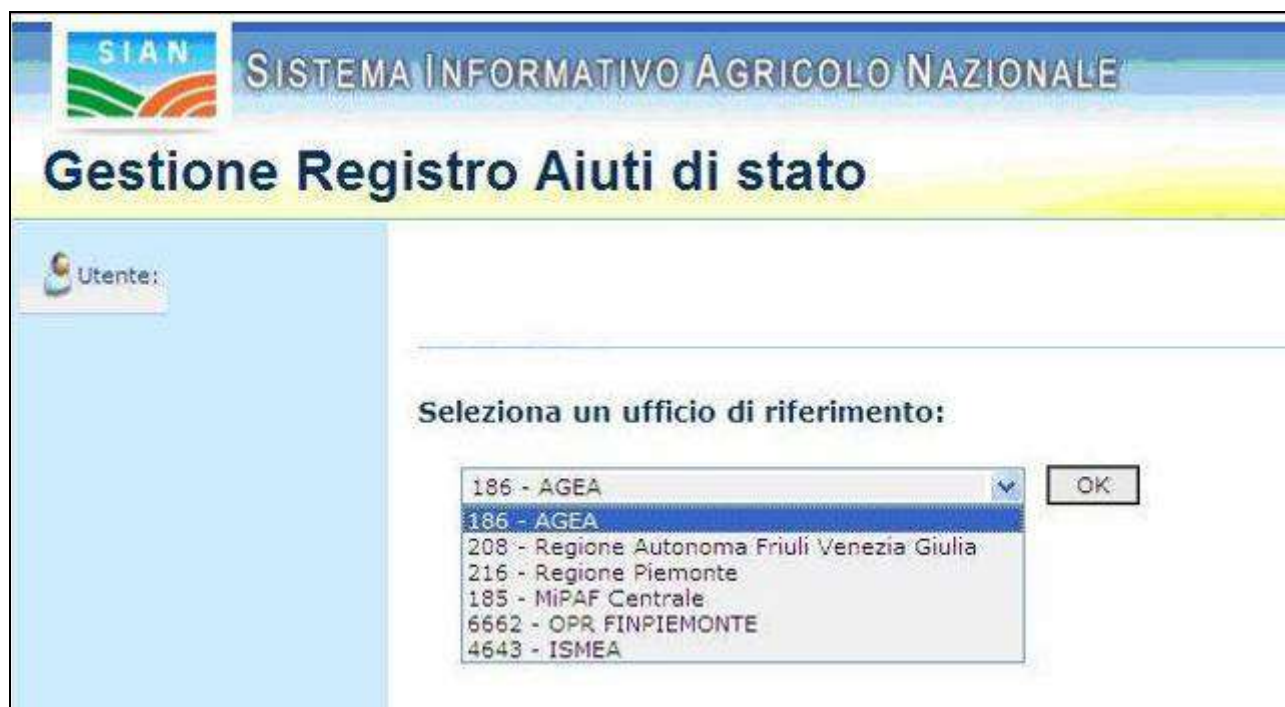 SIAN
SISTEMA INFORMATIVO AGRICOLO NAZIONALE
Gestione Registro Aiuti di stato
Utente:
Seleziona un ufficio di riferimento:
186 - AGEA
OK
186 - AGEA
208 - Regione Autonoma Friuli Venezia Giulia
216 - Regione Piemonte
185 - MiPAF Centrale
6662 - OPR FINPIEMONTE
4643 - ISMEA